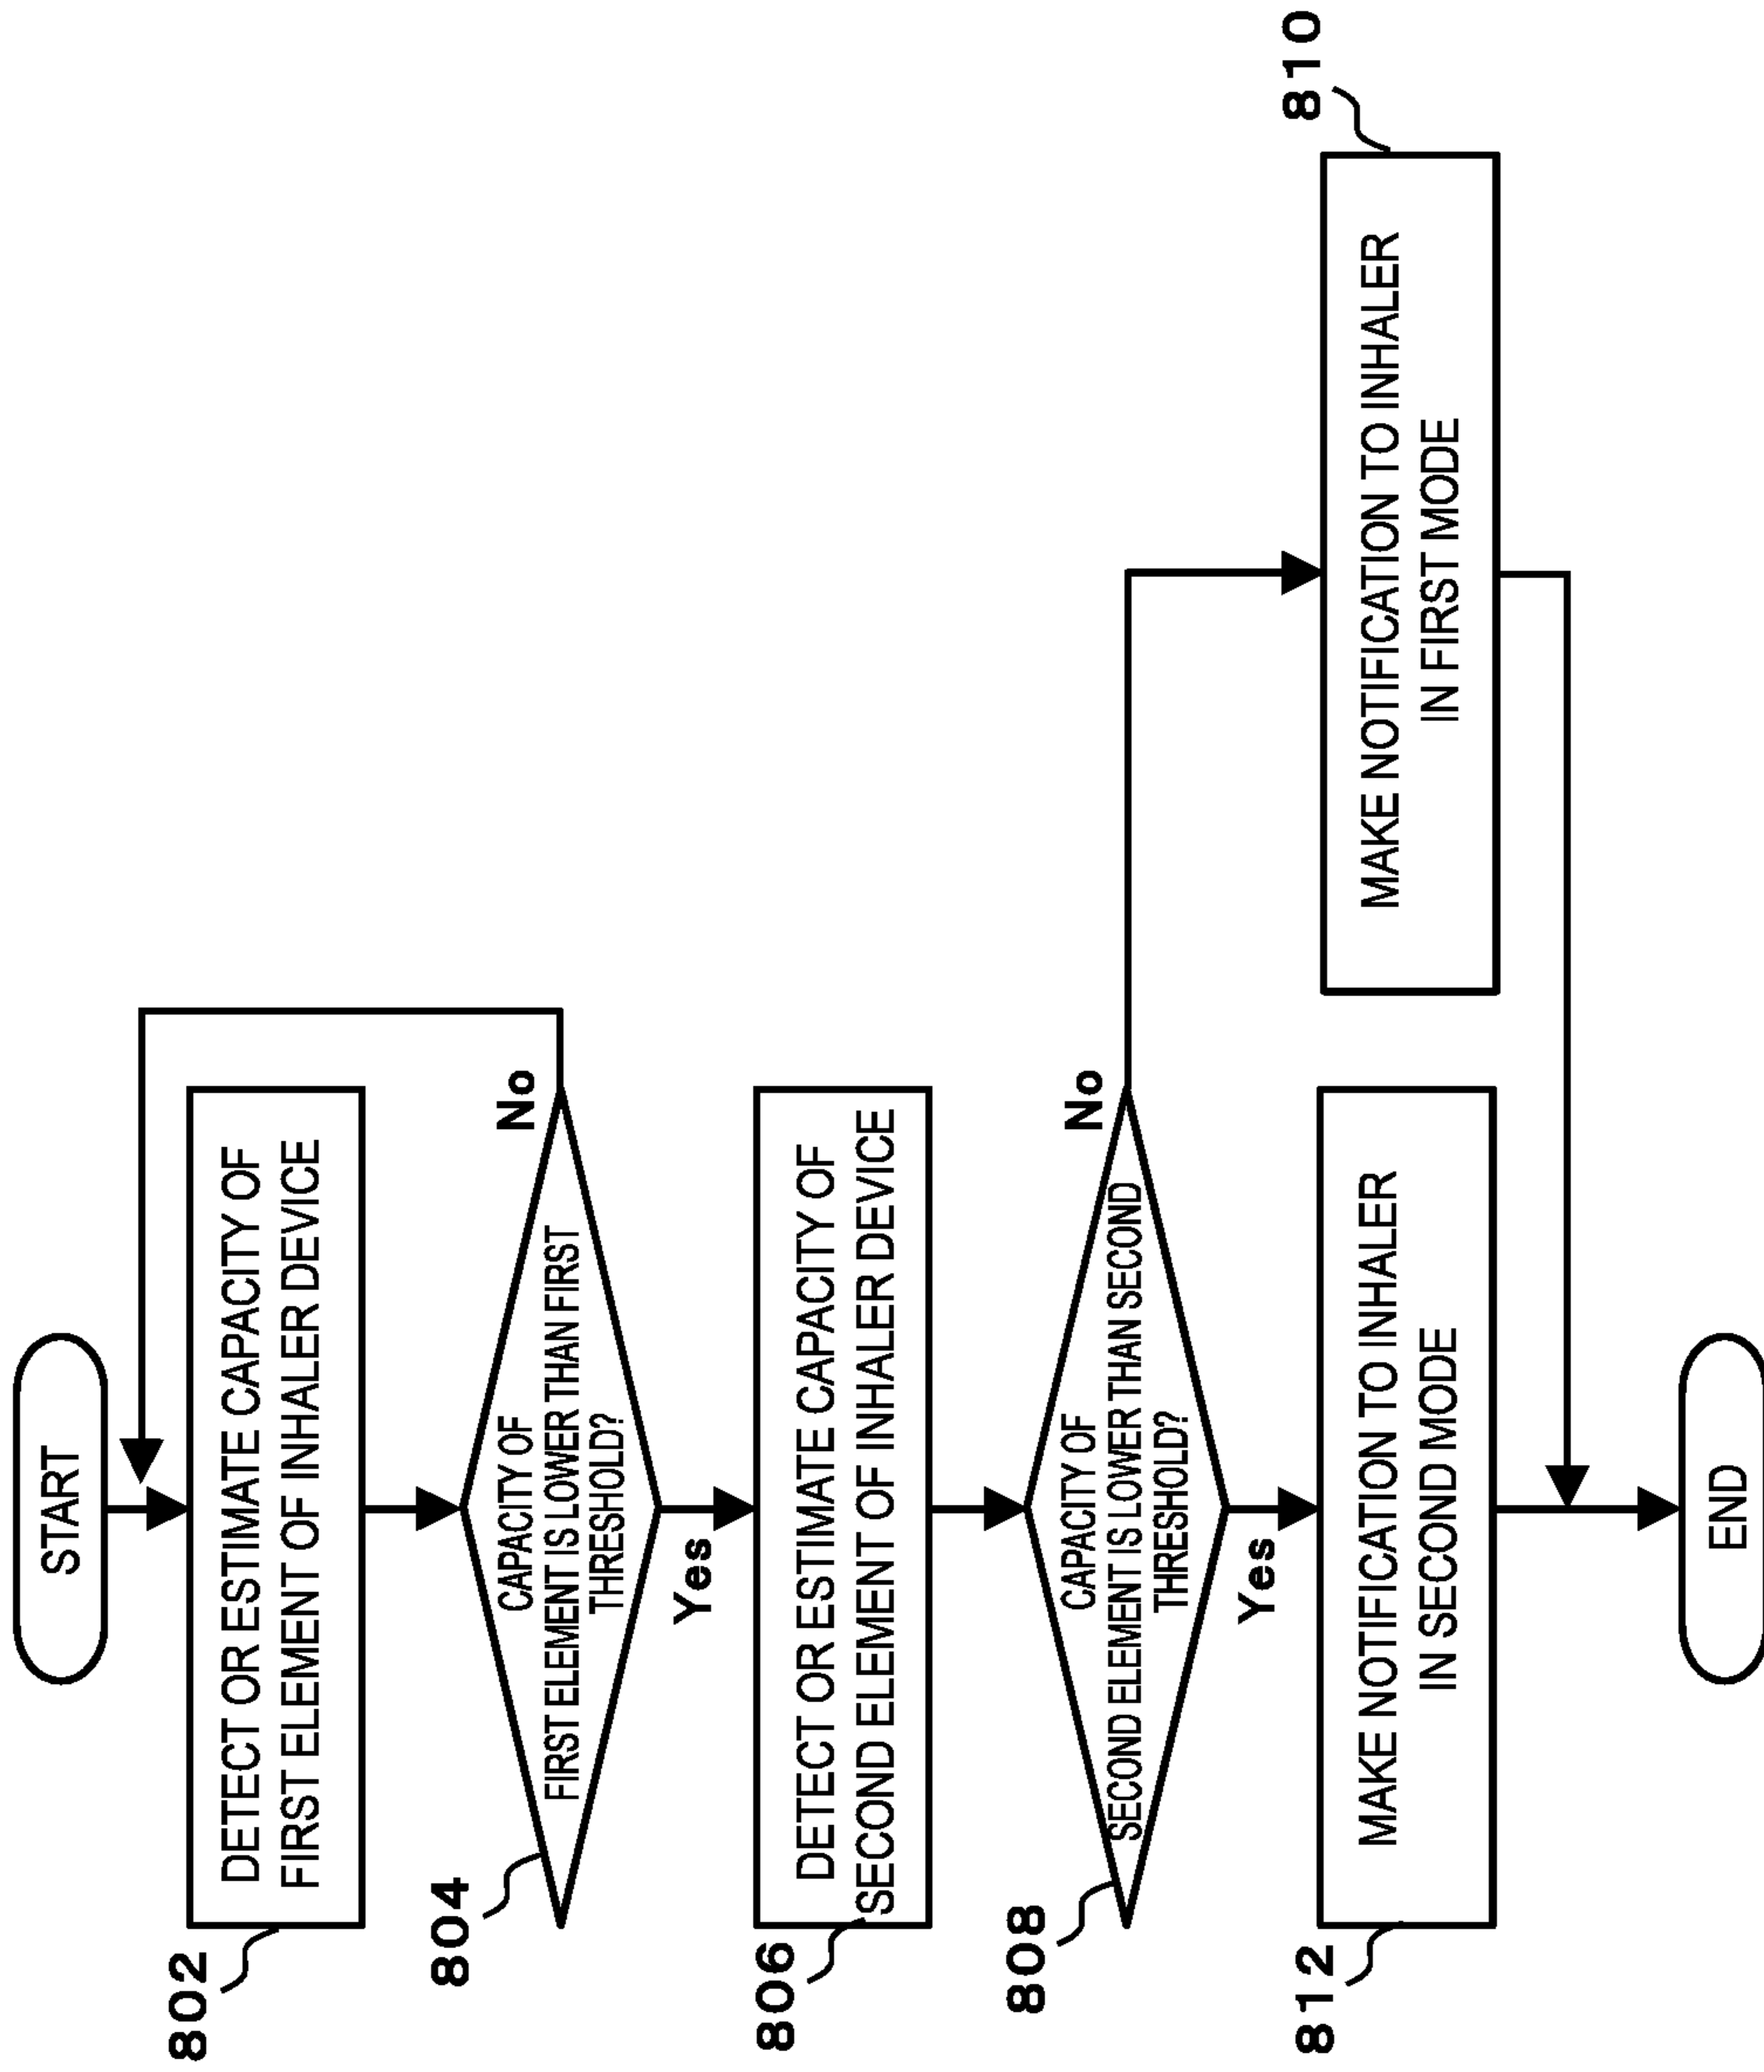 START
802
DETECT OR ESTIMATE CAPACITY OF
FIRST ELEMENT OF INHALER DEVICE
804
CAPACITY OF
FIRST ELEMENT IS LOWER THAN FIRST
THRESHOLD?
No
Yes
806
DETECT OR ESTIMATE CAPACITY OF
SECOND ELEMENT OF INHALER DEVICE
808
CAPACITY OF
SECOND ELEMENT IS LOWER THAN SECOND
THRESHOLD?
No
Yes
812
MAKE NOTIFICATION TO INHALER
IN SECOND MODE
810
MAKE NOTIFICATION TO INHALER
IN FIRST MODE
END